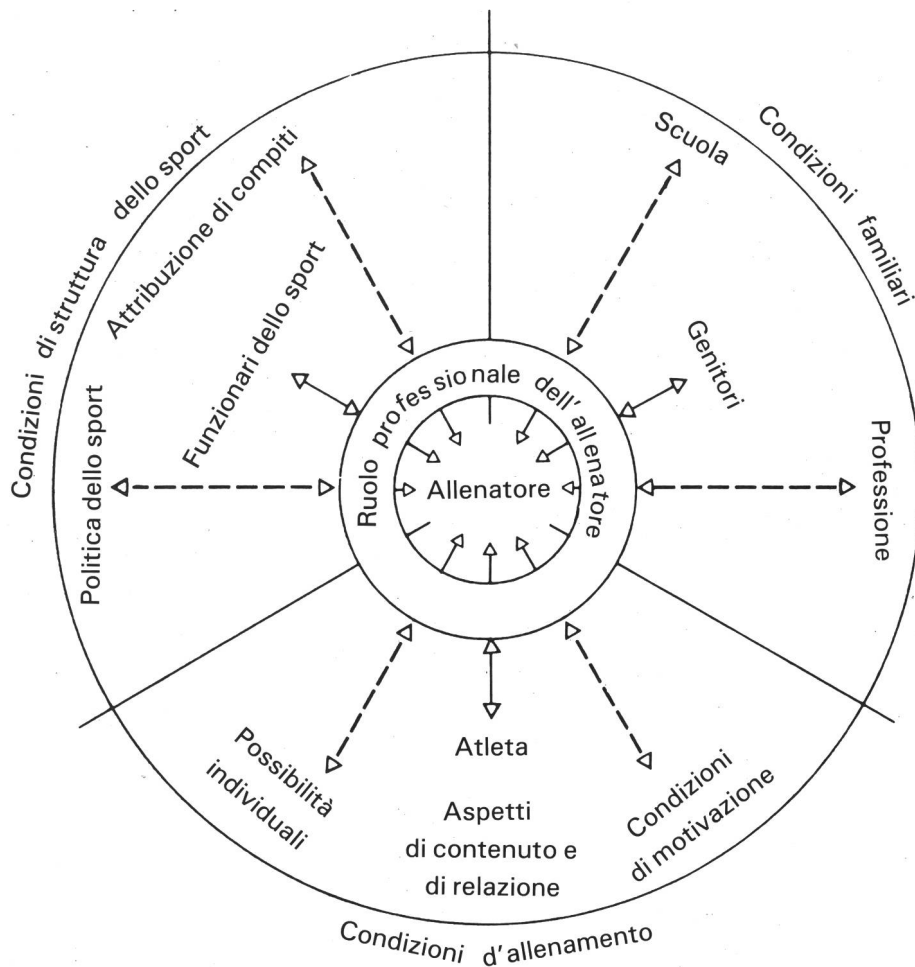 Condizioni di struttura dello sport
Attribuzione di compiti
Funzionari dello sport
Politica dello sport
Condizioni familiari
Scuola
Genitori
Professione
Ruolo professionale dell'allenatore
Allenatore
Possibilità
individuali
Atleta
Aspetti
di contenuto e
di relazione
Condizioni
di motivazione
Condizioni d'allenamento